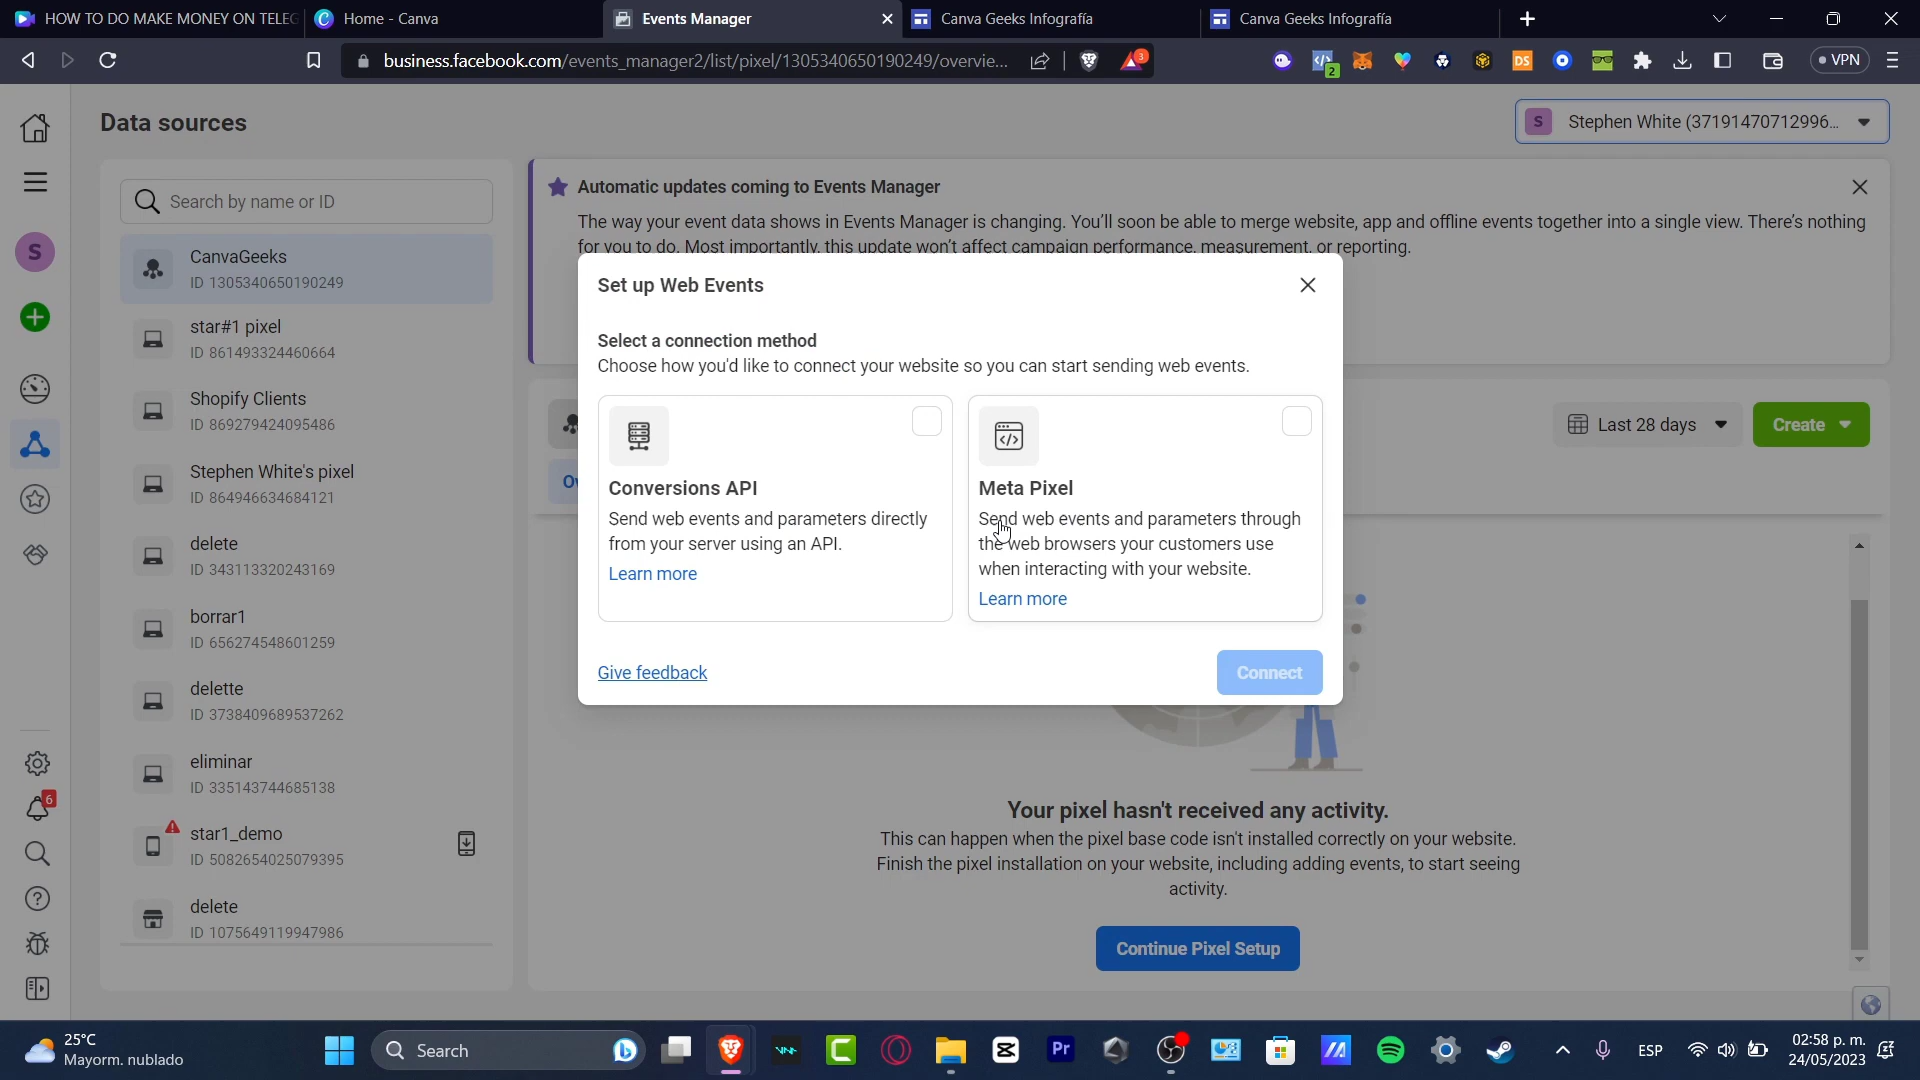 HOW TO DO MAKE MONEY ON TELEG
Home - Canva
Events Manager
Canva Geeks Infografía
Canva Geeks Infografía
business.facebook.com/events_manager2/list/pixel/1305340650190249/overvie...
3
2
DS
VPN
Data sources
S
Stephen White (37191470712996...
Search by name or ID
Automatic updates coming to Events Manager
The way your event data shows in Events Manager is changing. You'll soon be able to merge website, app and offline events together into a single view. There's nothing
for you to do. Most importantly, this update won't affect campaign performance, measurement, or reporting.
S
CanvaGeeks
ID 1305340650190249
star#1 pixel
ID 861493324460664
Shopify Clients
ID 869279424095486
Stephen White's pixel
ID 864946634684121
delete
ID 343113320243169
borrar1
ID 656274548601259
delette
ID 3738409689537262
eliminar
ID 335143744685138
star1_demo
ID 5082654025079395
delete
ID 1075649119947986
6
Set up Web Events
Select a connection method
Choose how you'd like to connect your website so you can start sending web events.
Conversions API
Send web events and parameters directly
from your server using an API.
Learn more
Meta Pixel
Send web events and parameters through
the web browsers your customers use
when interacting with your website.
Learn more
Give feedback
Connect
Ov
Last 28 days
Create
Your pixel hasn't received any activity.
This can happen when the pixel base code isn't installed correctly on your website.
Finish the pixel installation on your website, including adding events, to start seeing
activity.
Continue Pixel Setup
25°C
Mayorm. nublado
Search
Pr
ESP
02:58 p. m.
24/05/2023